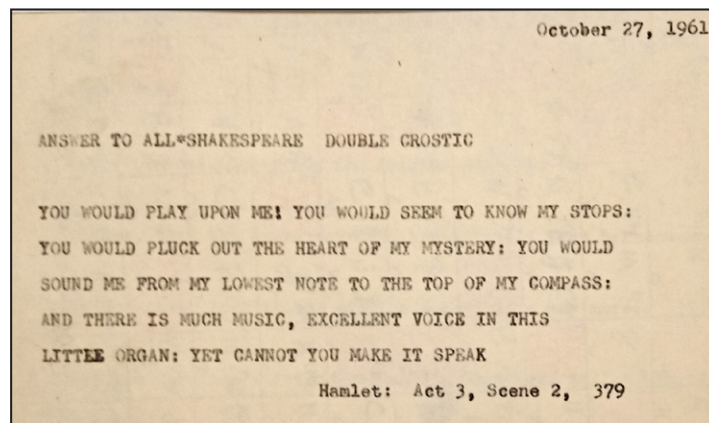 October 27, 1961
ANSWER TO ALL*SHAKESPEARE DOUBLE CROSTIC
YOU WOULD PLAY UPON ME! YOU WOULD SEEM TO KNOW MY STOPS:
YOU WOULD PLUCK OUT THE HEART OF MY MYSTERY: YOU WOULD
SOUND ME FROM MY LOWEST NOTE TO THE TOP OF MY COMPASS:
AND THERE IS MUCH MUSIC, EXCELLENT VOICE IN THIS
LITTLE ORGAN: YET CANNOT YOU MAKE IT SPEAK
Hamlet: Act 3, Scene 2, 379